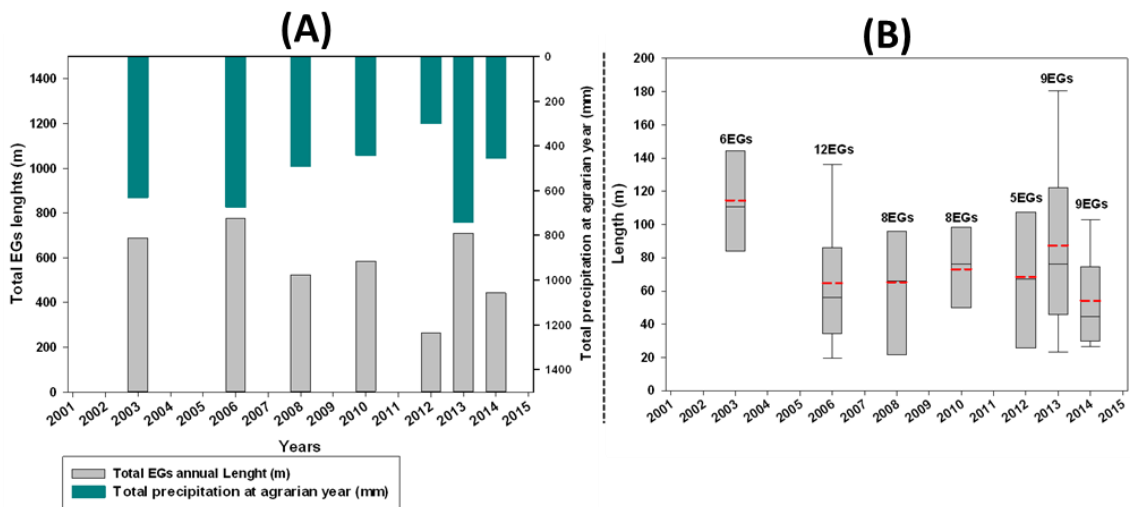 (A)
1400
1200
1000
800
600
400
200
0
Total EGs lenghts (m)
0
200
400
600
800
1000
1200
1400
Total precipitation at agrarian year (mm)
2001 2002 2003 2004 2005 2006 2007 2008 2009 2010 2011 2012 2013 2014 2015
Years
Total EGs annual Lenght (m)
Total precipitation at agrarian year (mm)
(B)
200
180
160
140
120
100
80
60
40
20
0
Length (m)
6EGs
12EGs
8EGs
8EGs
5EGs
9EGs
9EGs
2001 2002 2003 2004 2005 2006 2007 2008 2009 2010 2011 2012 2013 2014 2015